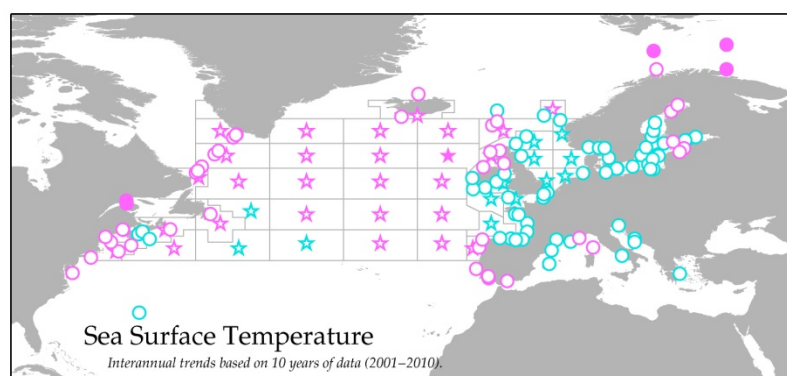 Sea Surface Temperature
Interannual trends based on 10 years of data (2001–2010).